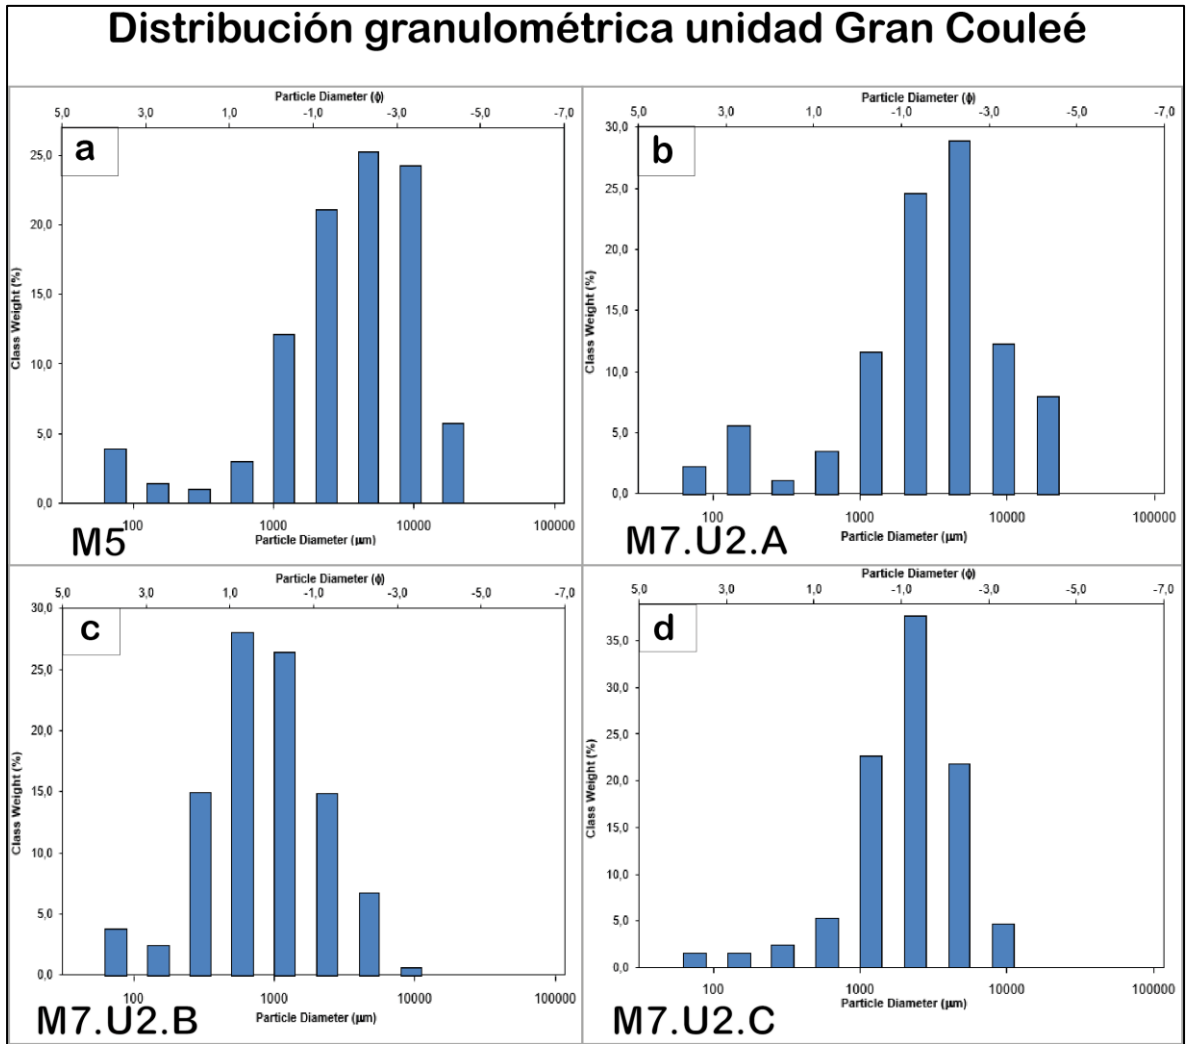 Distribución granulométrica unidad Gran Couleé
Particle Diameter (ϕ)
5,0 3,0 1,0 -1,0 -3,0 -5,0 -7,0
a
Class Weight (%)
25,0
20,0
15,0
10,0
5,0
0,0
100 1000 10000 100000
M5
Particle Diameter (μm)
Particle Diameter (ϕ)
5,0 3,0 1,0 -1,0 -3,0 -5,0 -7,0
b
Class Weight (%)
30,0
25,0
20,0
15,0
10,0
5,0
0,0
100 1000 10000 100000
M7.U2.A
Particle Diameter (μm)
Particle Diameter (ϕ)
5,0 3,0 1,0 -1,0 -3,0 -5,0 -7,0
c
Class Weight (%)
30,0
25,0
20,0
15,0
10,0
5,0
0,0
100 1000 10000 100000
M7.U2.B
Particle Diameter (μm)
Particle Diameter (ϕ)
5,0 3,0 1,0 -1,0 -3,0 -5,0 -7,0
d
Class Weight (%)
35,0
30,0
25,0
20,0
15,0
10,0
5,0
0,0
100 1000 10000 100000
M7.U2.C
Particle Diameter (μm)